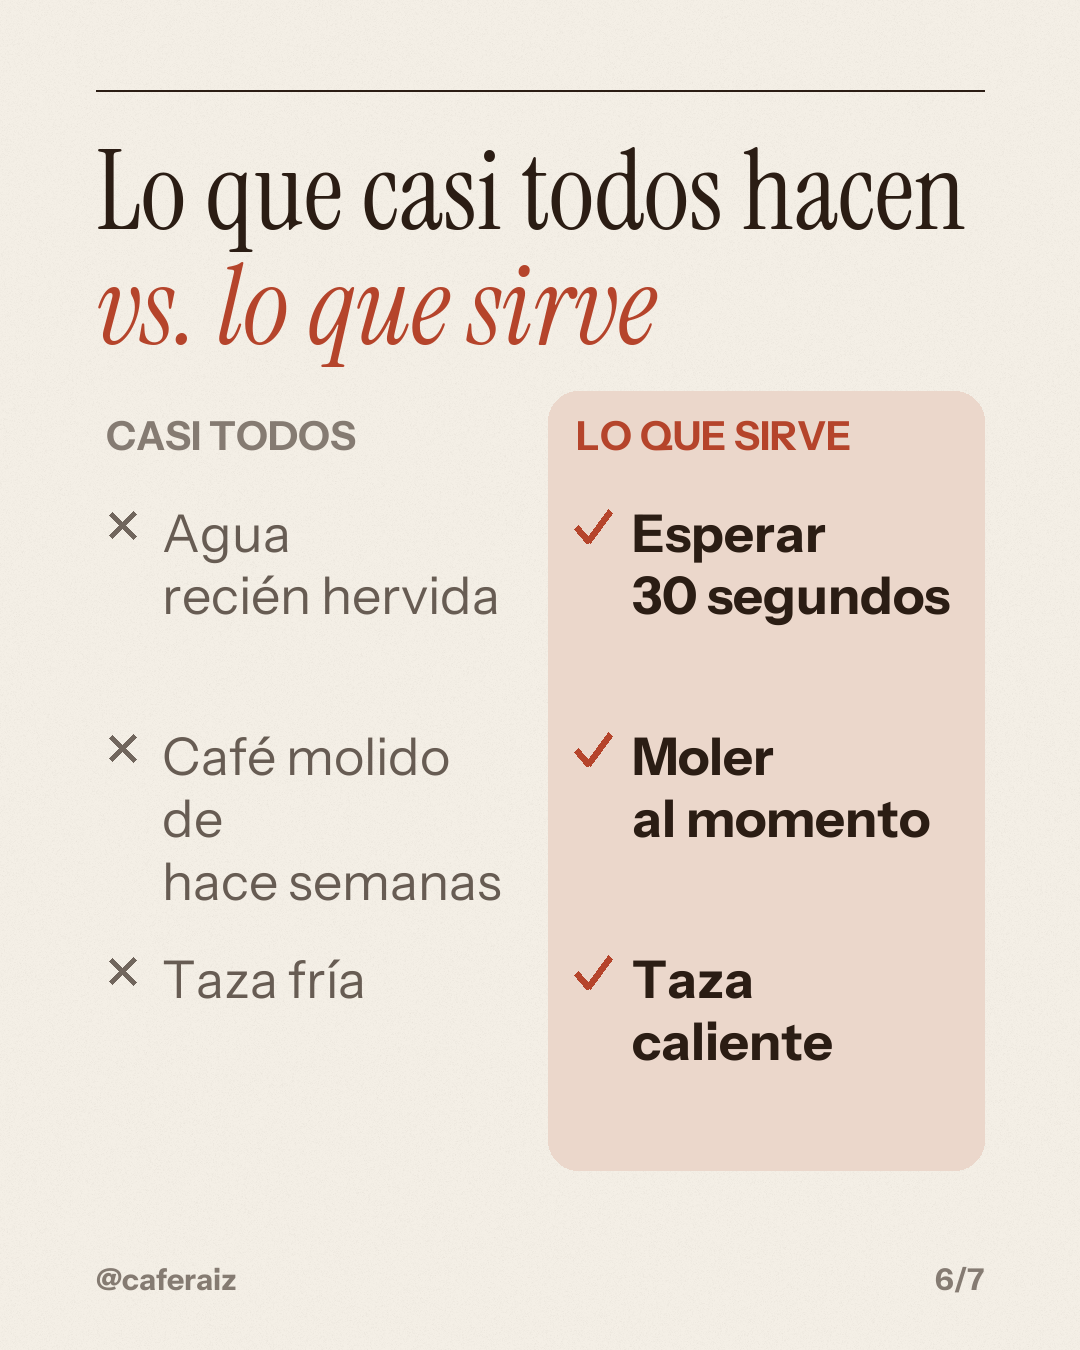 Lo que casi todos hacen
vs. lo que sirve
CASI TODOS
Agua
recién hervida
Café molido
de
hace semanas
Taza fría
LO QUE SIRVE
Esperar
30 segundos
Moler
al momento
Taza
caliente
@caferaiz
6/7